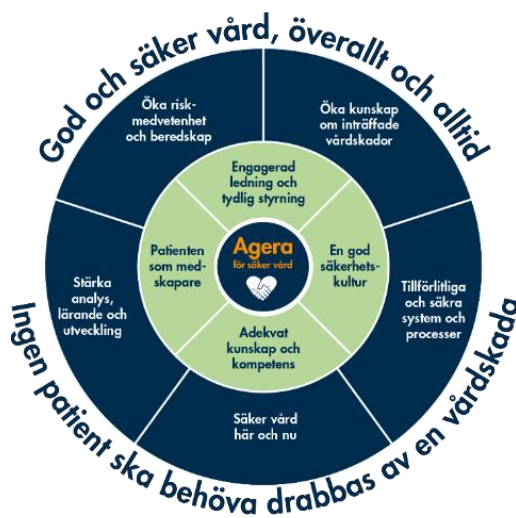 God och säker vård, överallt och alltid
Öka risk-
medvetenhet
och beredskap
Öka kunskap
om inträffade
vårdskador
Engagerad
ledning och
tydlig styrning
Patienten
som med-
skapare
Agera
för säker vård
En god
säkerhets-
kultur
Stärka
analys,
lärande och
utveckling
Tillförlitliga
och säkra
system och
processer
Adekvat
kunskap och
kompetens
Säker vård
här och nu
Ingen patient ska behöva drabbas av en vårdskada